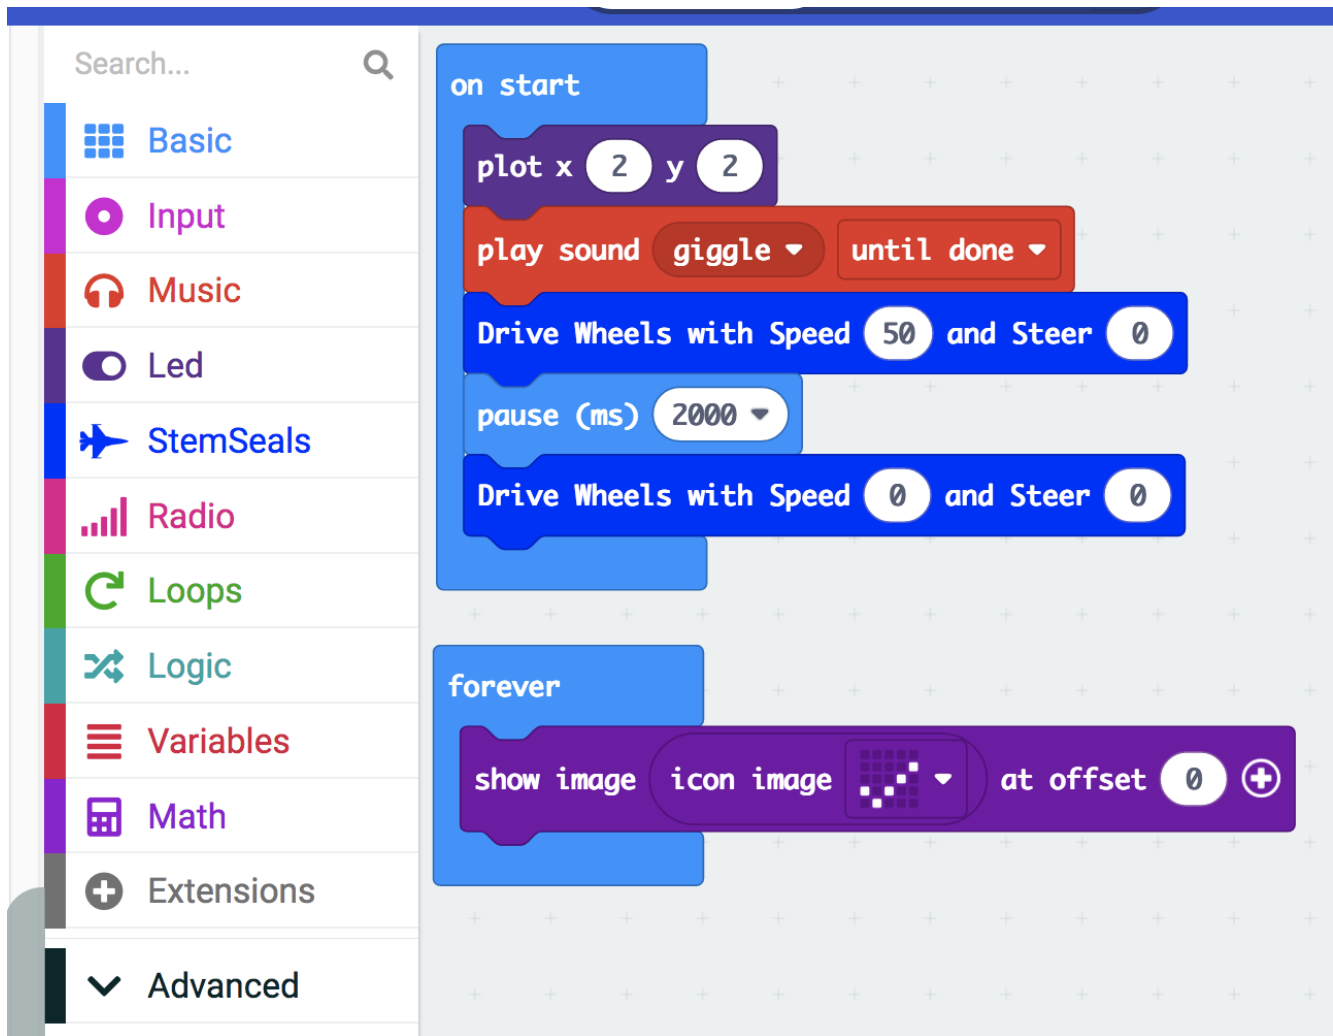 Search...
Basic
Input
Music
Led
StemSeals
Radio
Loops
Logic
Variables
Math
Extensions
Advanced
on start
plot x 2 y 2
play sound giggle until done
Drive Wheels with Speed 50 and Steer 0
pause (ms) 2000
Drive Wheels with Speed 0 and Steer 0
forever
show image icon image at offset 0